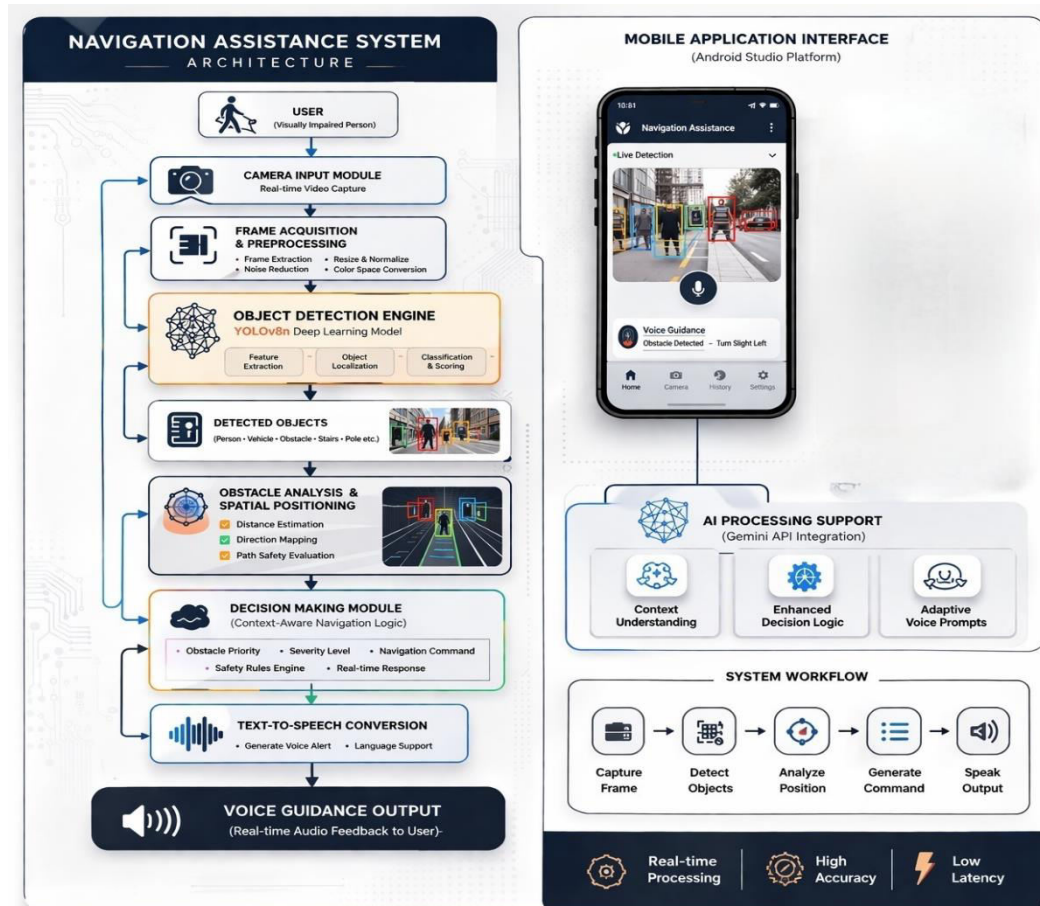 NAVIGATION ASSISTANCE SYSTEM
ARCHITECTURE
USER
(Visually Impaired Person)
CAMERA INPUT MODULE
Real-time Video Capture
FRAME ACQUISITION
& PREPROCESSING
• Frame Extraction • Resize & Normalize
• Noise Reduction • Color Space Conversion
OBJECT DETECTION ENGINE
YOLOv8n Deep Learning Model
Feature
Extraction
Object
Localization
Classification
& Scoring
DETECTED OBJECTS
(Person • Vehicle • Obstacle • Stairs • Pole etc.)
OBSTACLE ANALYSIS &
SPATIAL POSITIONING
Distance Estimation
Direction Mapping
Path Safety Evaluation
DECISION MAKING MODULE
(Context-Aware Navigation Logic)
• Obstacle Priority • Severity Level • Navigation Command
• Safety Rules Engine • Real-time Response
TEXT-TO-SPEECH CONVERSION
• Generate Voice Alert • Language Support
VOICE GUIDANCE OUTPUT
(Real-time Audio Feedback to User)-
MOBILE APPLICATION INTERFACE
(Android Studio Platform)
10:81
Navigation Assistance
Live Detection
Voice Guidance
Obstacle Detected – Turn Slight Left
Home
Camera
History
Settings
AI PROCESSING SUPPORT
(Gemini API Integration)
Context
Understanding
Enhanced
Decision Logic
Adaptive
Voice Prompts
SYSTEM WORKFLOW
Capture
Frame
Detect
Objects
Analyze
Position
Generate
Command
Speak
Output
Real-time
Processing
High
Accuracy
Low
Latency